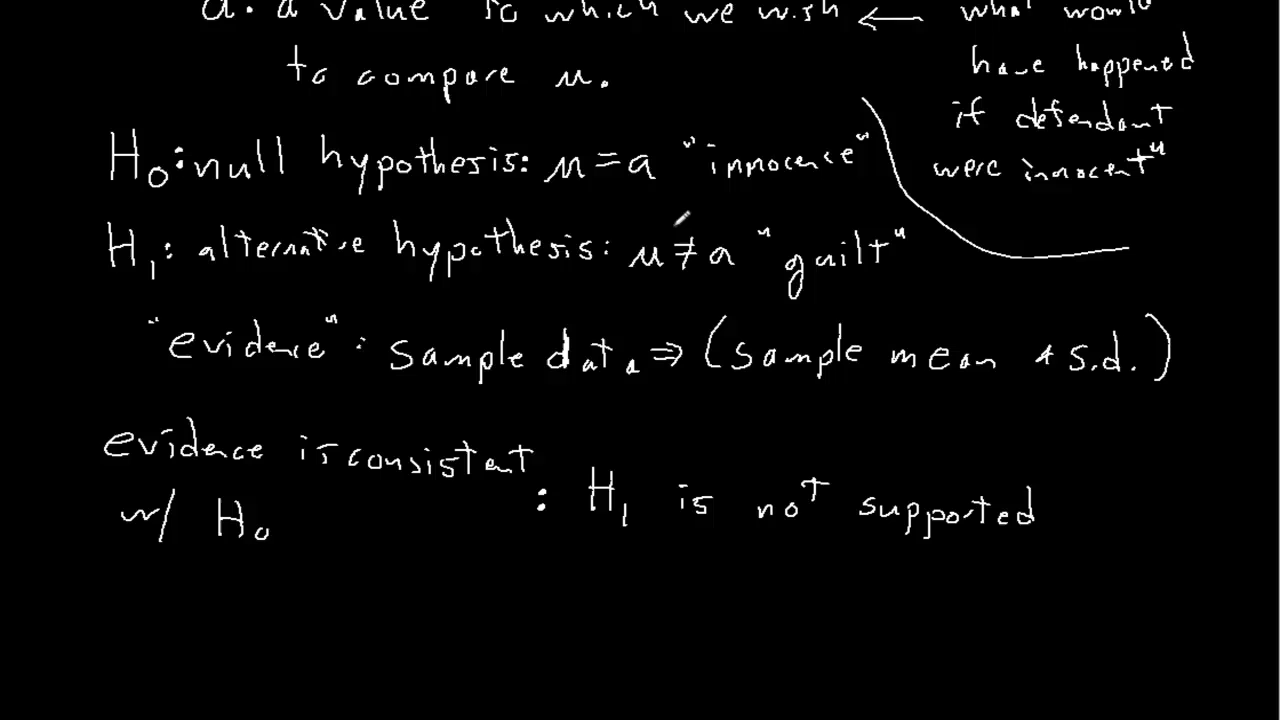 a: a value to which we wish ← what would
to compare μ. have happened
if defendant
were innocent"
H₀: null hypothesis: μ = a "innocence"
H₁: alternative hypothesis: μ ≠ a "guilt"
"evidence": sample data ⇒ (sample mean + s.d.)
evidence is consistent
w/ H₀ : H₁ is not supported